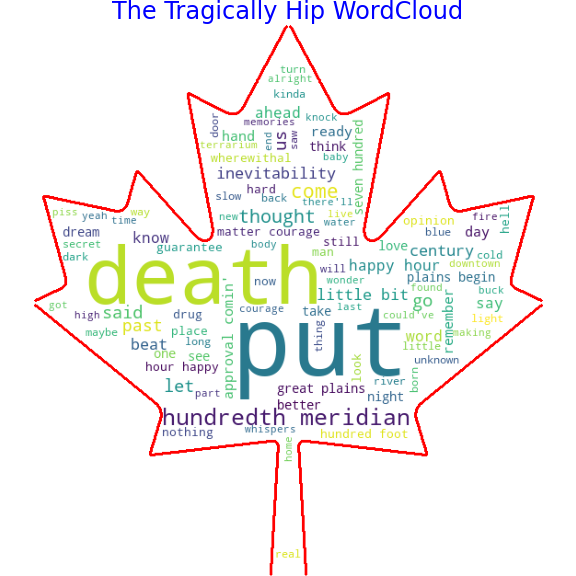 The Tragically Hip WordCloud
turn
alright
kinda
door
ahead
memories
knock
hand
end
us
saw
ready
seven hundred
terrarium
think
wherewithal
baby
inevitability
slow
hard
back
come
there'll
piss
yeah
way
time
new
thought
live
opinion
fire
hell
dream
know
matter courage
still
blue
day
secret
guarantee
body
man
love
century
cold
dark
death
now
will
happy hour
downtown
wonder
plains begin
got
high
said
drug
approval comin'
courage
little bit
found
buck
go
say
last
could've
remember
light
past
put
take
thing
water
maybe
place
long
word
making
beat
one
see
look
little
hour happy
unknown
let
part
great plains
river
born
night
better
hundredth meridian
nothing
whispers
hundred foot
home
real